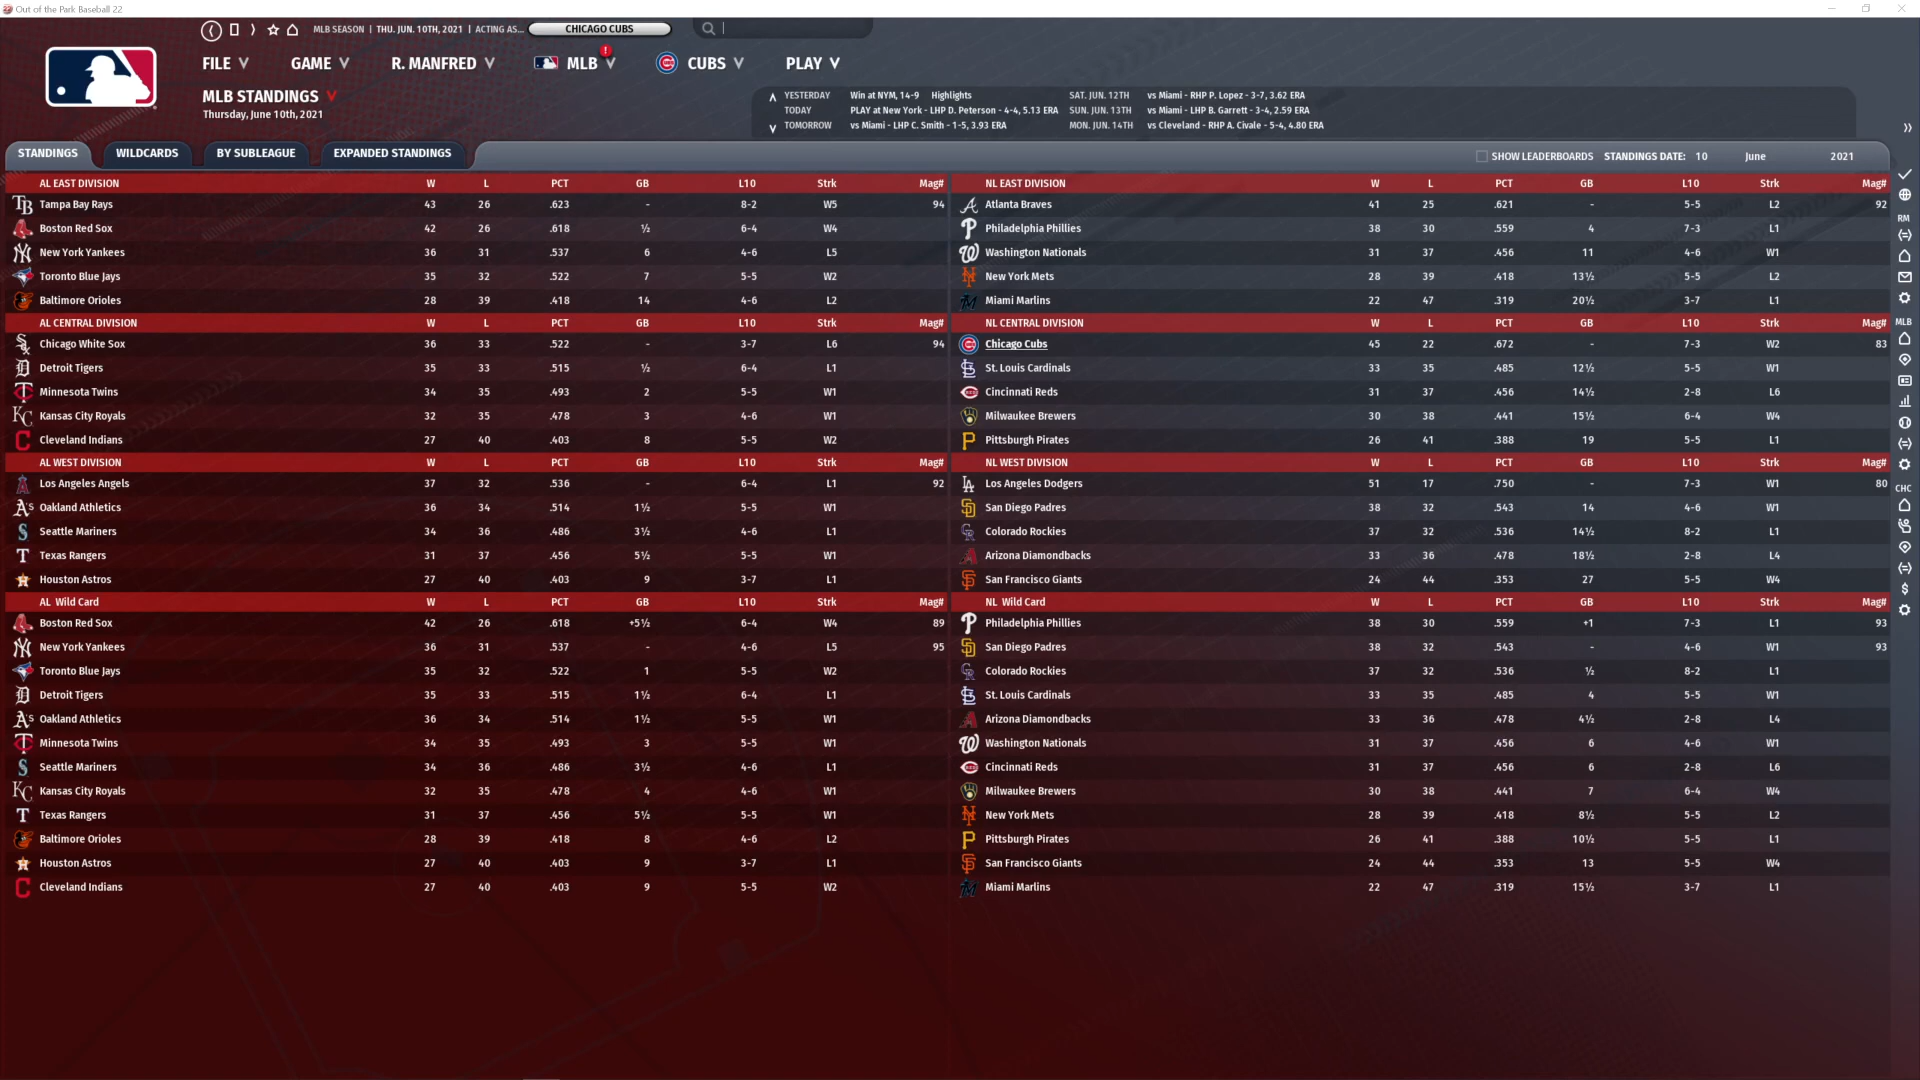 Out of the Park Baseball 22
MLB SEASON | THU. JUN. 10TH, 2021 | ACTING AS... CHICAGO CUBS
FILE GAME R. MANFRED MLB CUBS PLAY
MLB STANDINGS
Thursday, June 10th, 2021
YESTERDAY Win at NYM, 14-9 Highlights SAT. JUN. 12TH vs Miami - RHP P. Lopez - 3-7, 3.62 ERA
TODAY PLAY at New York - LHP D. Peterson - 4-4, 5.13 ERA SUN. JUN. 13TH vs Miami - LHP B. Garrett - 3-4, 2.59 ERA
TOMORROW vs Miami - LHP C. Smith - 1-5, 3.93 ERA MON. JUN. 14TH vs Cleveland - RHP A. Civale - 5-4, 4.80 ERA
STANDINGS WILDCARDS BY SUBLEAGUE EXPANDED STANDINGS SHOW LEADERBOARDS STANDINGS DATE: 10 June 2021
AL EAST DIVISION W L PCT GB L10 Strk Mag#
Tampa Bay Rays 43 26 .623 - 8-2 W5 94
Boston Red Sox 42 26 .618 ½ 6-4 W4
New York Yankees 36 31 .537 6 4-6 L5
Toronto Blue Jays 35 32 .522 7 5-5 W2
Baltimore Orioles 28 39 .418 14 4-6 L2
AL CENTRAL DIVISION W L PCT GB L10 Strk Mag#
Chicago White Sox 36 33 .522 - 3-7 L6 94
Detroit Tigers 35 33 .515 ½ 6-4 L1
Minnesota Twins 34 35 .493 2 5-5 W1
Kansas City Royals 32 35 .478 3 4-6 W1
Cleveland Indians 27 40 .403 8 5-5 W2
AL WEST DIVISION W L PCT GB L10 Strk Mag#
Los Angeles Angels 37 32 .536 - 6-4 L1 92
Oakland Athletics 36 34 .514 1½ 5-5 W1
Seattle Mariners 34 36 .486 3½ 4-6 L1
Texas Rangers 31 37 .456 5½ 5-5 W1
Houston Astros 27 40 .403 9 3-7 L1
AL Wild Card W L PCT GB L10 Strk Mag#
Boston Red Sox 42 26 .618 +5½ 6-4 W4 89
New York Yankees 36 31 .537 - 4-6 L5 95
Toronto Blue Jays 35 32 .522 1 5-5 W2
Detroit Tigers 35 33 .515 1½ 6-4 L1
Oakland Athletics 36 34 .514 1½ 5-5 W1
Minnesota Twins 34 35 .493 3 5-5 W1
Seattle Mariners 34 36 .486 3½ 4-6 L1
Kansas City Royals 32 35 .478 4 4-6 W1
Texas Rangers 31 37 .456 5½ 5-5 W1
Baltimore Orioles 28 39 .418 8 4-6 L2
Houston Astros 27 40 .403 9 3-7 L1
Cleveland Indians 27 40 .403 9 5-5 W2
NL EAST DIVISION W L PCT GB L10 Strk Mag#
Atlanta Braves 41 25 .621 - 5-5 L2 92
Philadelphia Phillies 38 30 .559 4 7-3 L1
Washington Nationals 31 37 .456 11 4-6 W1
New York Mets 28 39 .418 13½ 5-5 L2
Miami Marlins 22 47 .319 20½ 3-7 L1
NL CENTRAL DIVISION W L PCT GB L10 Strk Mag#
Chicago Cubs 45 22 .672 - 7-3 W2 83
St. Louis Cardinals 33 35 .485 12½ 5-5 W1
Cincinnati Reds 31 37 .456 14½ 2-8 L6
Milwaukee Brewers 30 38 .441 15½ 6-4 W4
Pittsburgh Pirates 26 41 .388 19 5-5 L1
NL WEST DIVISION W L PCT GB L10 Strk Mag#
Los Angeles Dodgers 51 17 .750 - 7-3 W1 80
San Diego Padres 38 32 .543 14 4-6 W1
Colorado Rockies 37 32 .536 14½ 8-2 L1
Arizona Diamondbacks 33 36 .478 18½ 2-8 L4
San Francisco Giants 24 44 .353 27 5-5 W4
NL Wild Card W L PCT GB L10 Strk Mag#
Philadelphia Phillies 38 30 .559 +1 7-3 L1 93
San Diego Padres 38 32 .543 - 4-6 W1 93
Colorado Rockies 37 32 .536 ½ 8-2 L1
St. Louis Cardinals 33 35 .485 4 5-5 W1
Arizona Diamondbacks 33 36 .478 4½ 2-8 L4
Washington Nationals 31 37 .456 6 4-6 W1
Cincinnati Reds 31 37 .456 6 2-8 L6
Milwaukee Brewers 30 38 .441 7 6-4 W4
New York Mets 28 39 .418 8½ 5-5 L2
Pittsburgh Pirates 26 41 .388 10½ 5-5 L1
San Francisco Giants 24 44 .353 13 5-5 W4
Miami Marlins 22 47 .319 15½ 3-7 L1
RM
MLB
CHC